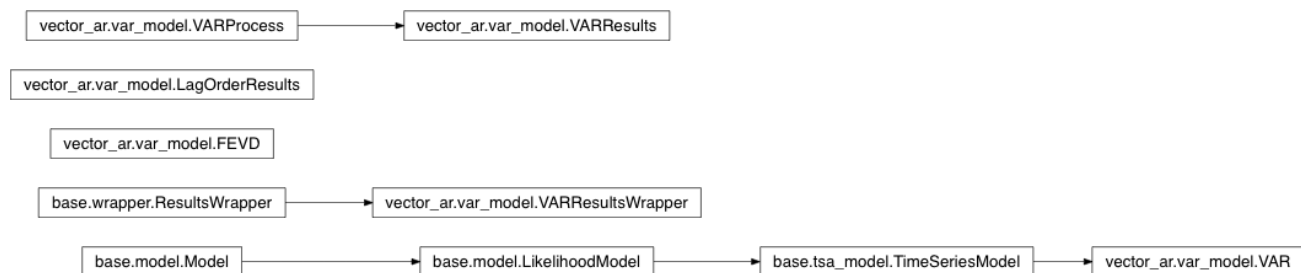 vector_ar.var_model.VARProcess vector_ar.var_model.VARResults
vector_ar.var_model.LagOrderResults
vector_ar.var_model.FEVD
base.wrapper.ResultsWrapper vector_ar.var_model.VARResultsWrapper
base.model.Model base.model.LikelihoodModel base.tsa_model.TimeSeriesModel vector_ar.var_model.VAR